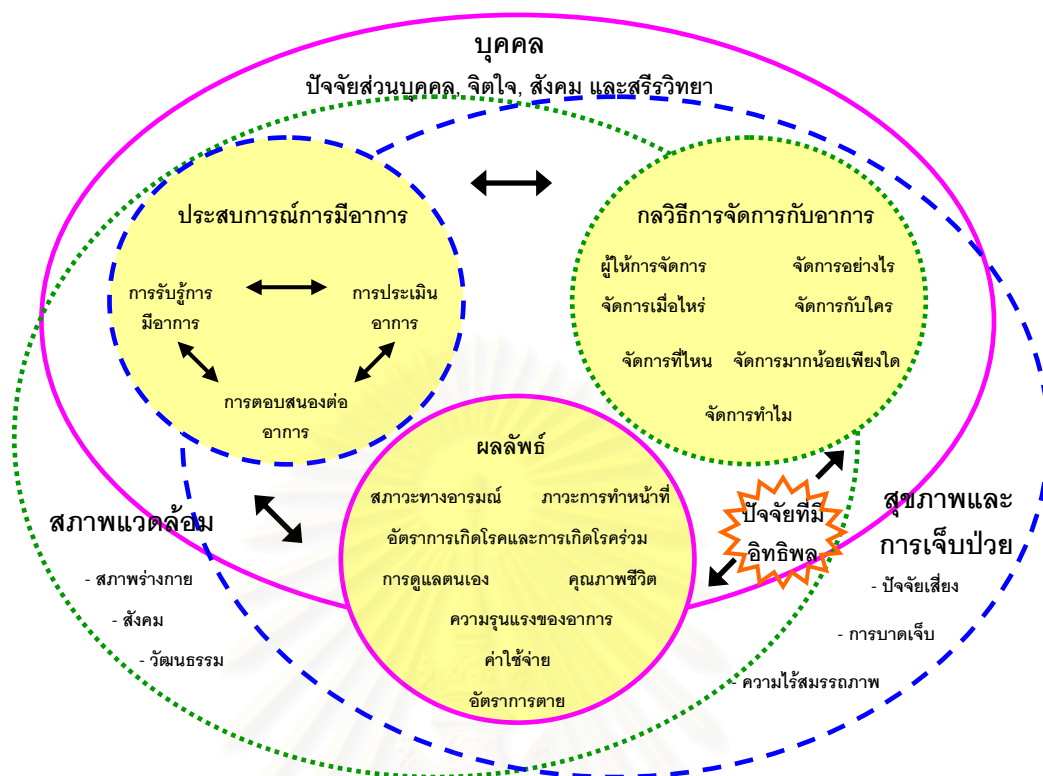 บุคคล
ปัจจัยส่วนบุคคล, จิตใจ, สังคม และสรีรวิทยา
ประสบการณ์การมีอาการ
การรับรู้การ
มีอาการ
การประเมิน
อาการ
การตอบสนองต่อ
อาการ
กลวิธีการจัดการกับอาการ
ผู้ให้การจัดการ
จัดการอย่างไร
จัดการเมื่อไหร่
จัดการกับใคร
จัดการที่ไหน
จัดการมากน้อยเพียงใด
จัดการทำไม
ผลลัพธ์
สภาวะทางอารมณ์
ภาวะการทำหน้าที่
อัตราการเกิดโรคและการเกิดโรคร่วม
การดูแลตนเอง
คุณภาพชีวิต
ความรุนแรงของอาการ
ค่าใช้จ่าย
อัตราการตาย
ปัจจัยที่มี
อิทธิพล
สภาพแวดล้อม
- สภาพร่างกาย
- สังคม
- วัฒนธรรม
สุขภาพและ
การเจ็บป่วย
- ปัจจัยเสี่ยง
- การบาดเจ็บ
- ความไร้สมรรถภาพ